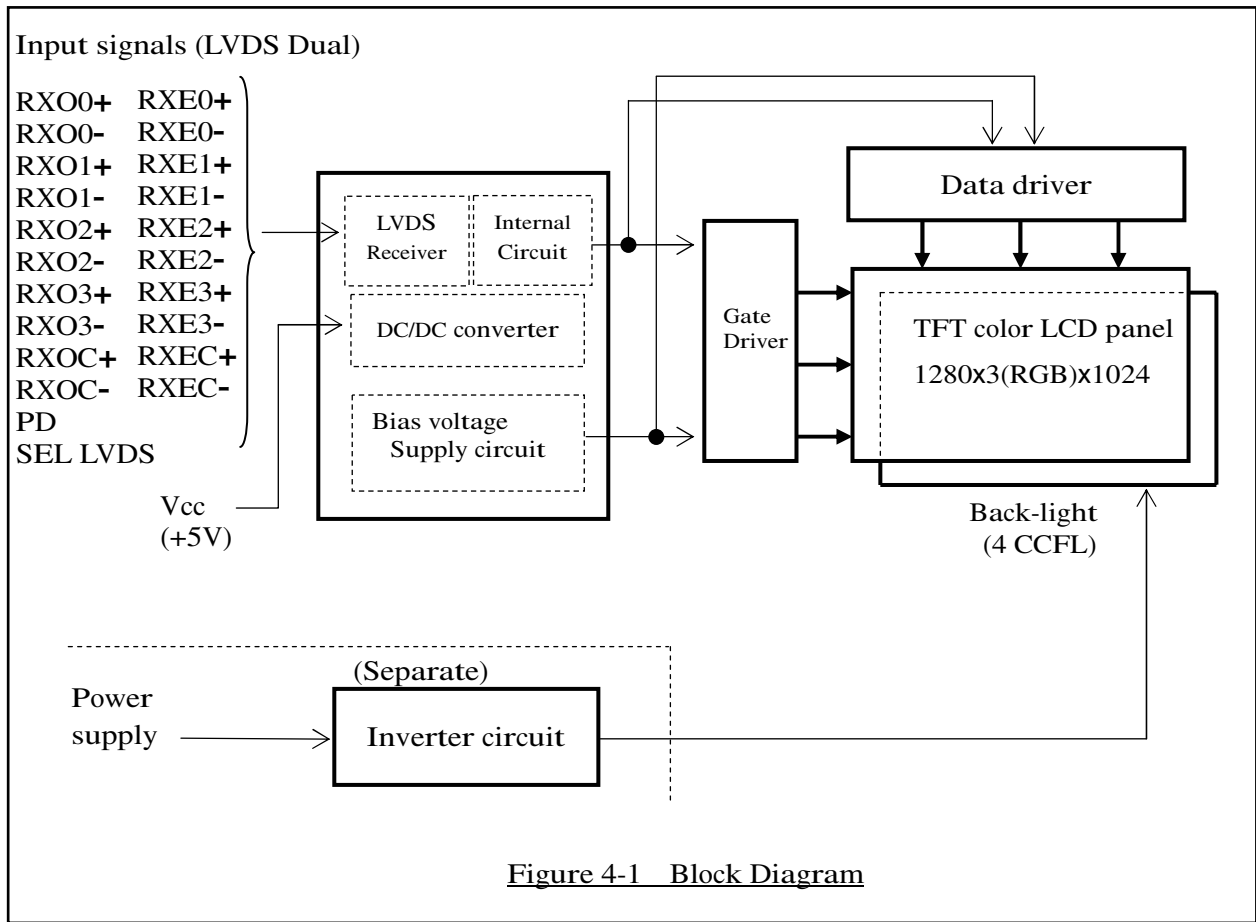 Input signals (LVDS Dual)
RXO0+ RXE0+
RXO0- RXE0-
RXO1+ RXE1+
RXO1- RXE1-
RXO2+ RXE2+
RXO2- RXE2-
RXO3+ RXE3+
RXO3- RXE3-
RXOC+ RXEC+
RXOC- RXEC-
PD
SEL LVDS
Vcc
(+5V)
LVDS
Receiver
Internal
Circuit
DC/DC converter
Bias voltage
Supply circuit
Gate
Driver
Data driver
TFT color LCD panel
1280x3(RGB)x1024
Back-light
(4 CCFL)
(Separate)
Power
supply
Inverter circuit
Figure 4-1 Block Diagram